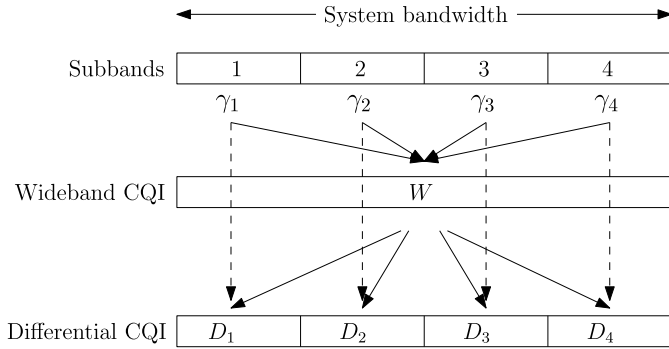 System bandwidth
Subbands 1 2 3 4
γ₁ γ₂ γ₃ γ₄
Wideband CQI W
Differential CQI D₁ D₂ D₃ D₄